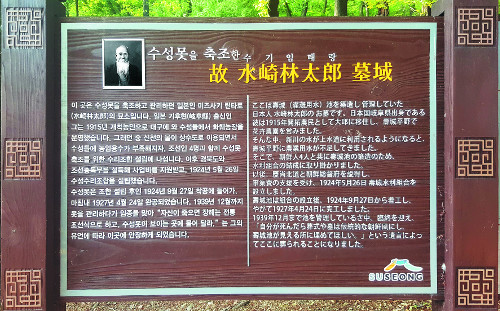 수성못을 축조한
수 기 임 태 랑
故 水崎林太郎 墓域
이 곳은 수성못을 축조하고 관리하면 일본인 미즈사키 린타로
(水崎林太郎)의 묘소입니다. 일본 기후현(岐阜県) 출신인
그는 1915년 개척농민으로 대구에 와 수성들에서 화훼농장을
운영했습니다. 그러던 중 신천의 물이 상수도로 이용되면서
수성들에 농업용수가 부족해지자, 조선인 4명과 함께 수성못
축조를 위한 수리조합 설립에 나섭니다. 이후 경북도와
조선총독부를 설득해 사업비를 지원받고, 1924년 5월 26일
수성수리조합을 설립했습니다.
수성못은 조합 설립 후인 1924년 9월 27일 착공에 들어가,
마침내 1927년 4월 24일 완공되었습니다. 1939년 12월까지
못을 관리하다가 임종을 맞아 "자신이 죽으면 장례는 전통
조선식으로 하고, 수성못이 보이는 곳에 묻어 달라." 는 그의
유언에 따라 이곳에 안장하게 되었습니다.
ここは寿池（農業用水）池を築造し管理していた
日本人 水崎林太郎の お墓です。日本国岐阜県出身である
彼は1915年開拓農民として大邱に移住し、寿城平野で
花卉農園を営みました。
そんな中、新川の水が上水道に利用されるようになると、
寿城平野に農業用水が不足してきました。
そこで、朝鮮人4人と共に寿城池の築造のため、
水利組合の結成に取り掛かりました。
以後、慶尚北道と朝鮮総督府を説得し
事業費の支援を受け、1924年5月26日 寿城水利組合を
設立しました。
寿城池は組合の設立後、1924年9月27日から着工し、
やがて1927年4月24日に完工しました。
1939年12月まで池を管理している中、臨終を迎え、
「自分が死んだら葬式や墓は伝統的な朝鮮式にし、
寿城池が見える所に埋めてほしい。」という遺言によっ
てここに葬られることになりました。
SUSEONG